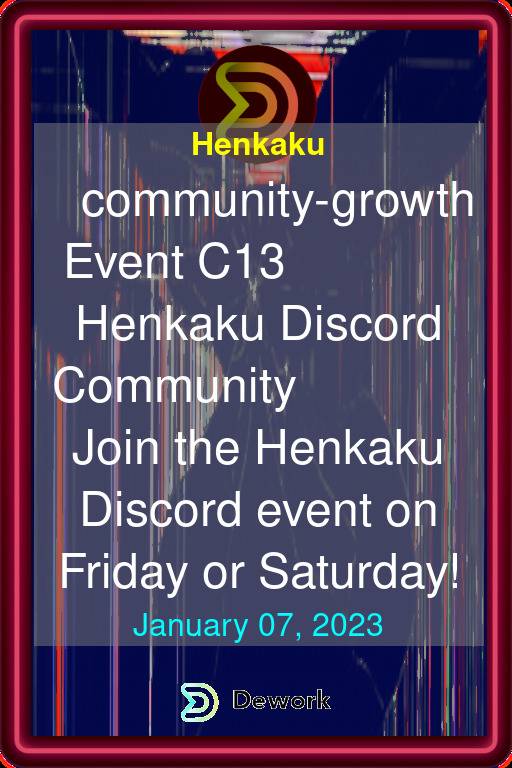 Henkaku
community-growth
Event C13
Henkaku Discord
Community
Join the Henkaku
Discord event on
Friday or Saturday!
January 07, 2023
Dework